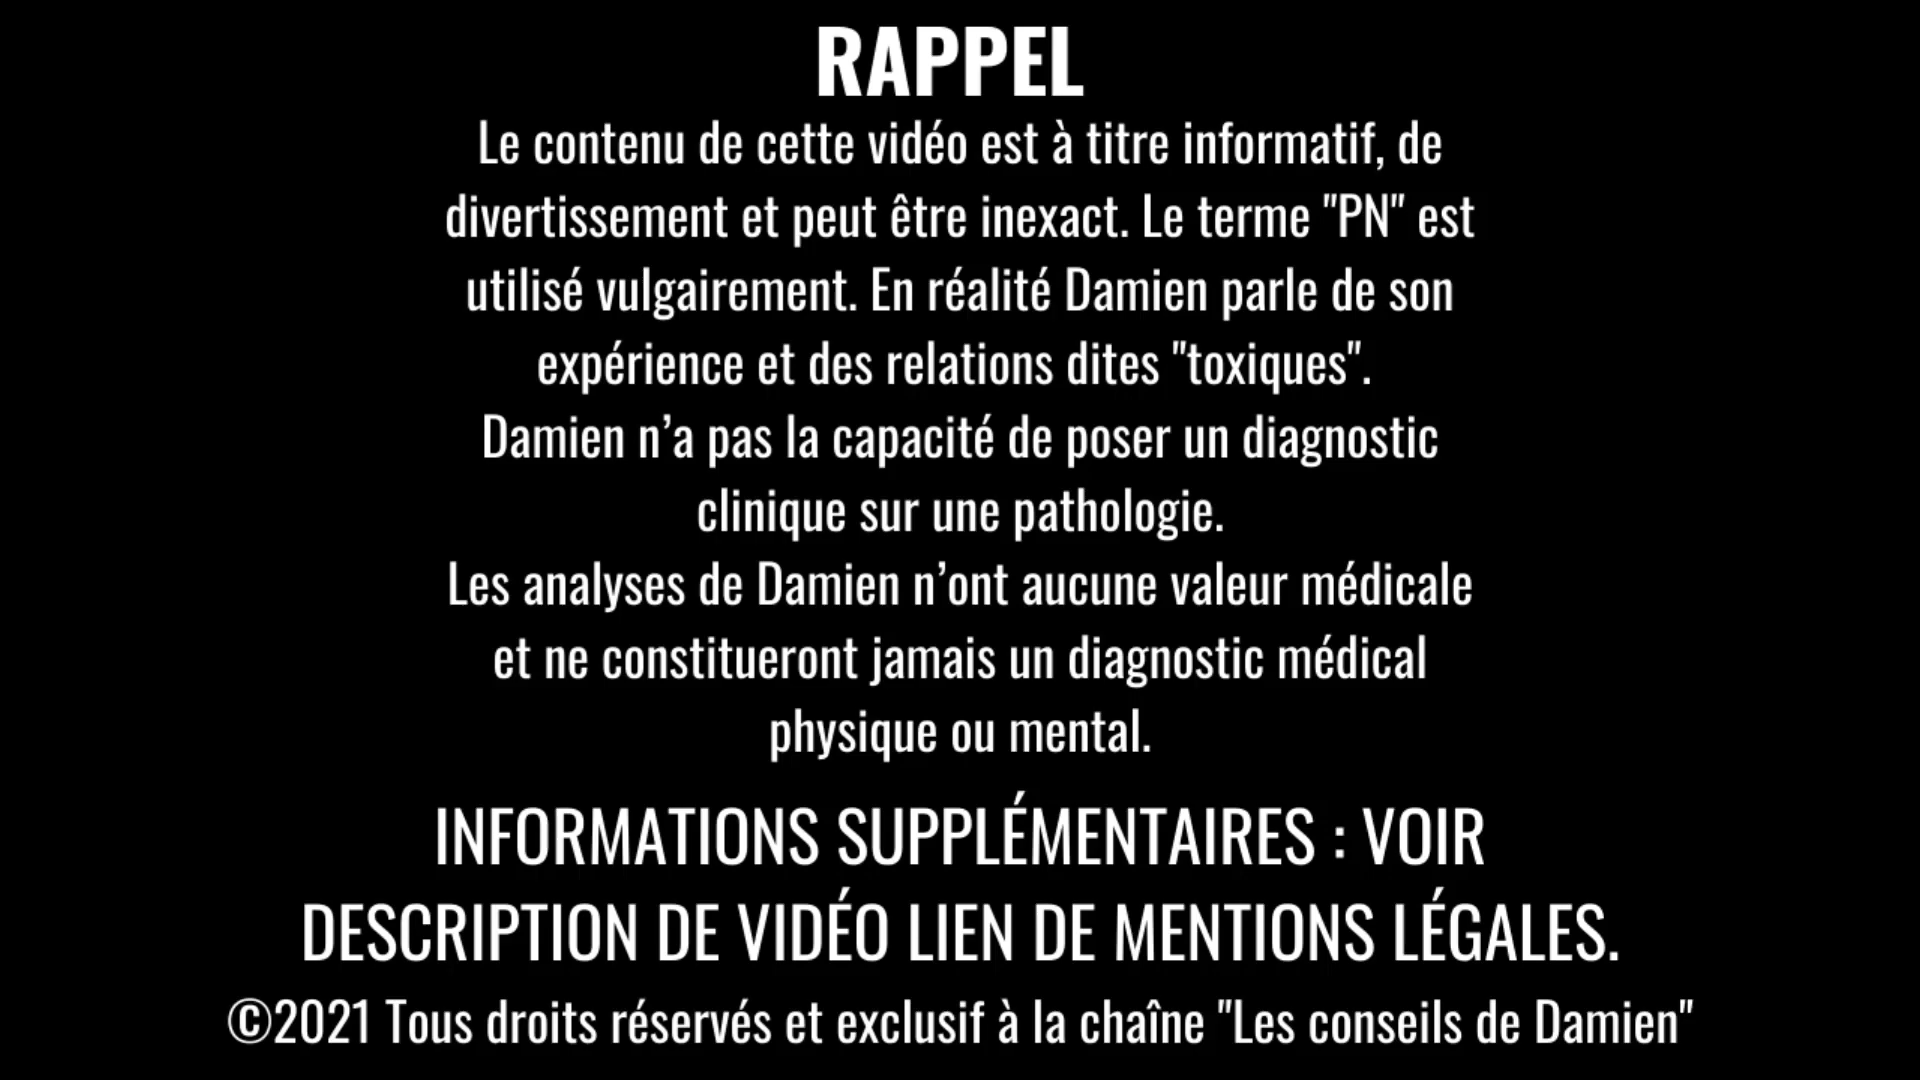 RAPPEL
Le contenu de cette vidéo est à titre informatif, de
divertissement et peut être inexact. Le terme "PN" est
utilisé vulgairement. En réalité Damien parle de son
expérience et des relations dites "toxiques".
Damien n’a pas la capacité de poser un diagnostic
clinique sur une pathologie.
Les analyses de Damien n’ont aucune valeur médicale
et ne constitueront jamais un diagnostic médical
physique ou mental.
INFORMATIONS SUPPLÉMENTAIRES : VOIR
DESCRIPTION DE VIDÉO LIEN DE MENTIONS LÉGALES.
©2021 Tous droits réservés et exclusif à la chaîne "Les conseils de Damien"